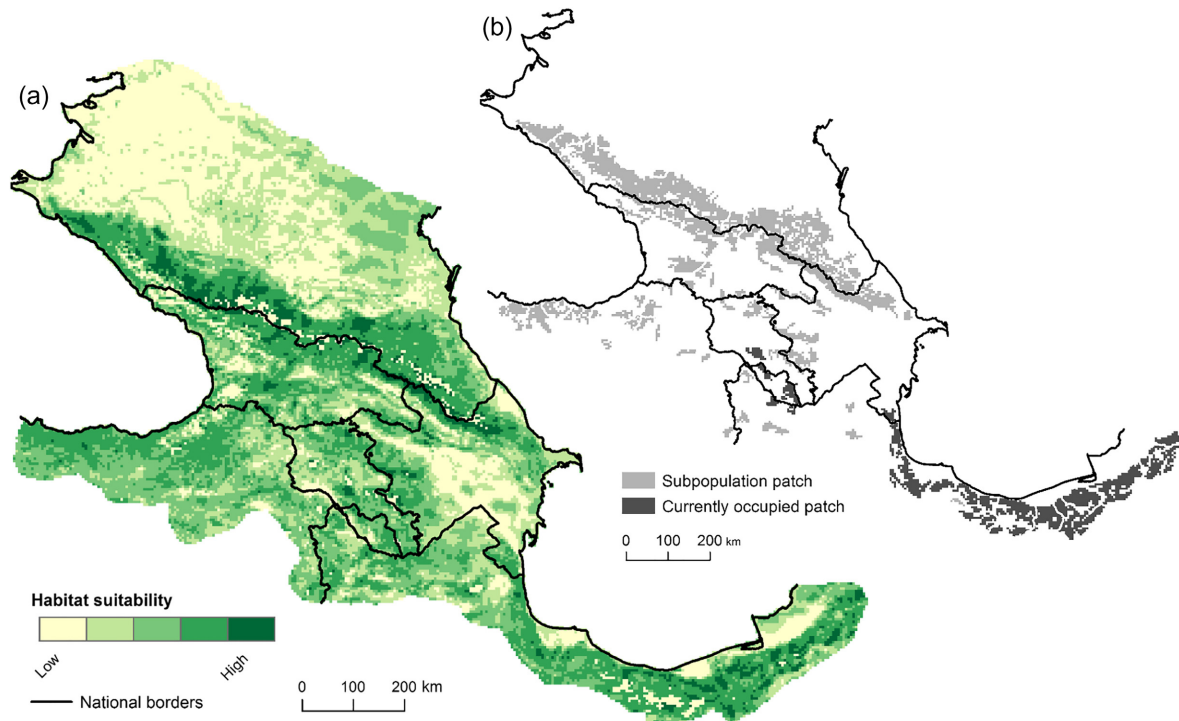 (a)
(b)
Subpopulation patch
Currently occupied patch
0 100 200 km
Habitat suitability
Low
High
National borders
0 100 200 km